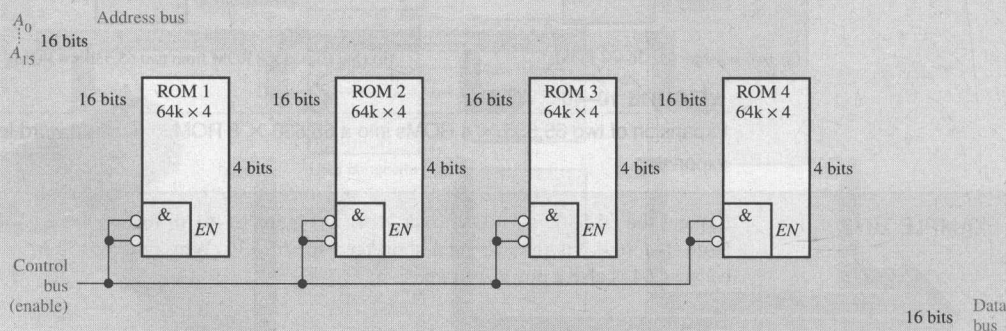 A0 Address bus
16 bits
A15
16 bits ROM 1 16 bits ROM 2 16 bits ROM 3 16 bits ROM 4
64k × 4 64k × 4 64k × 4 64k × 4
4 bits 4 bits 4 bits 4 bits
& EN & EN & EN & EN
Control
bus
(enable)
16 bits Data
bus